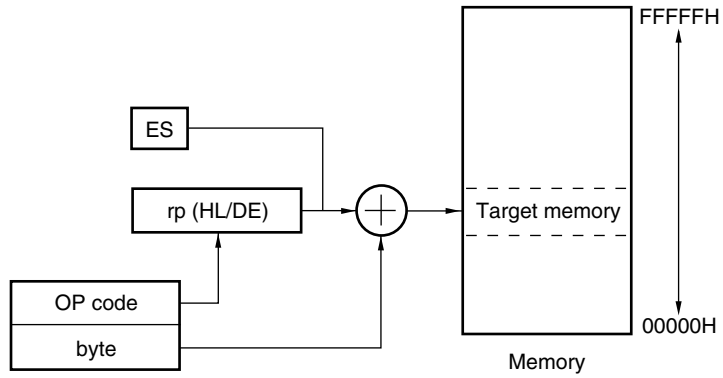 FFFFFH
ES
rp (HL/DE)
Target memory
OP code
byte
00000H
Memory